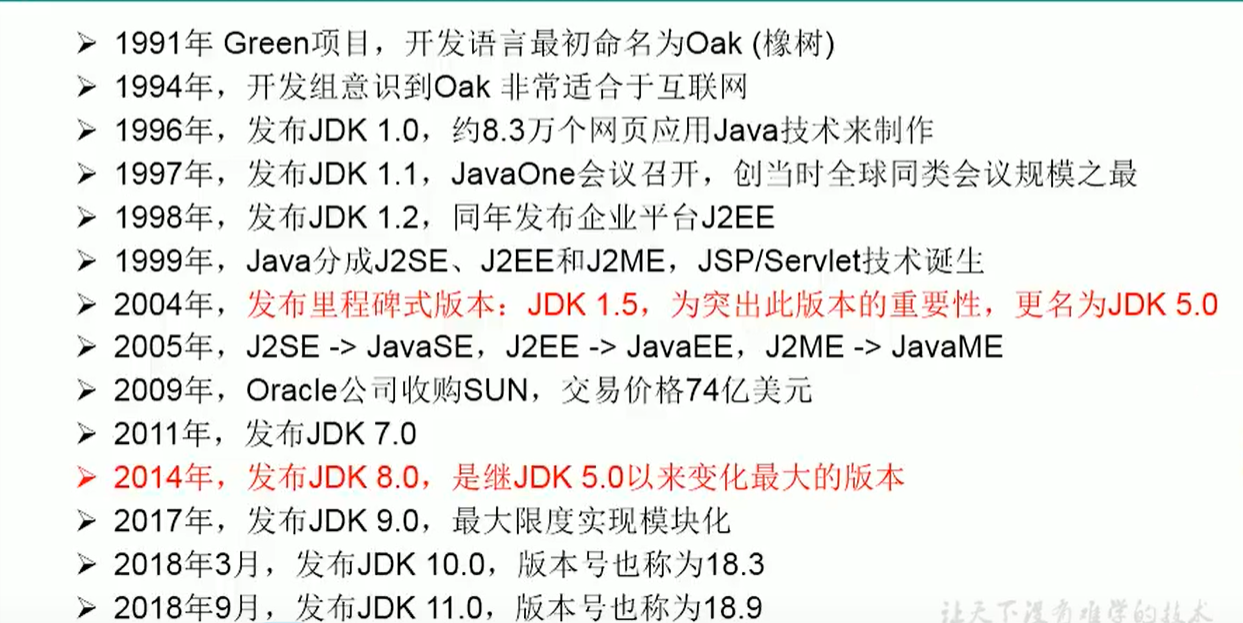 ➢ 1991年 Green项目，开发语言最初命名为Oak (橡树)
➢ 1994年，开发组意识到Oak 非常适合于互联网
➢ 1996年，发布JDK 1.0，约8.3万个网页应用Java技术来制作
➢ 1997年，发布JDK 1.1，JavaOne会议召开，创当时全球同类会议规模之最
➢ 1998年，发布JDK 1.2，同年发布企业平台J2EE
➢ 1999年，Java分成J2SE、J2EE和J2ME，JSP/Servlet技术诞生
➢ 2004年，发布里程碑式版本：JDK 1.5，为突出此版本的重要性，更名为JDK 5.0
➢ 2005年，J2SE -> JavaSE，J2EE -> JavaEE，J2ME -> JavaME
➢ 2009年，Oracle公司收购SUN，交易价格74亿美元
➢ 2011年，发布JDK 7.0
➢ 2014年，发布JDK 8.0，是继JDK 5.0以来变化最大的版本
➢ 2017年，发布JDK 9.0，最大限度实现模块化
➢ 2018年3月，发布JDK 10.0，版本号也称为18.3
➢ 2018年9月，发布JDK 11.0，版本号也称为18.9
让天下没有难学的技术